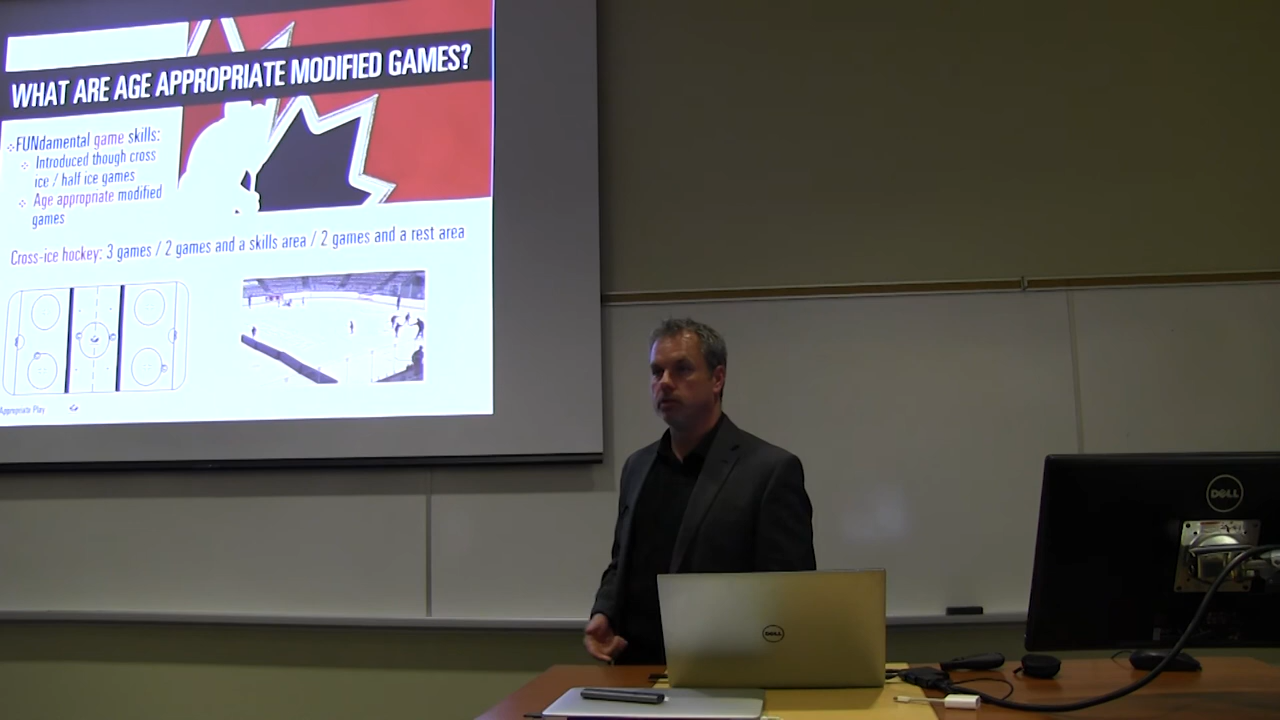 WHAT ARE AGE APPROPRIATE MODIFIED GAMES?
FUNdamental game skills:
Introduced though cross
ice / half ice games
Age appropriate modified
games
Cross-ice hockey: 3 games / 2 games and a skills area / 2 games and a rest area
Appropriate Play
DELL
DELL